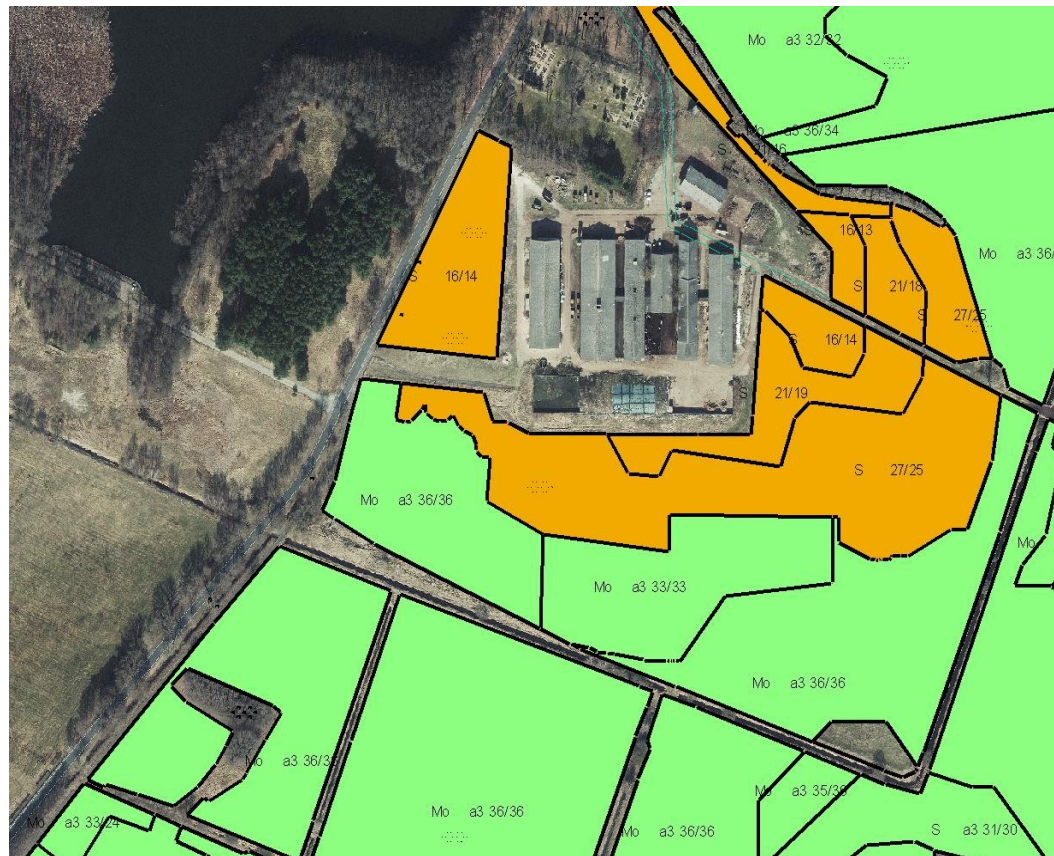 Mo a3 32/32
Mo a3 36/34
S
S 16/13
Mo a3 36/
S 16/14
S 21/18
S 27/25
S 16/14
S 21/19
S 27/25
Mo a3 36/36
Mo
Mo a3 33/33
Mo a3 36/36
Mo a3 36/3
Mo a3 35/3
Mo a3 36/36
Mo a3 33/24
Mo a3 36/36
S a3 31/30